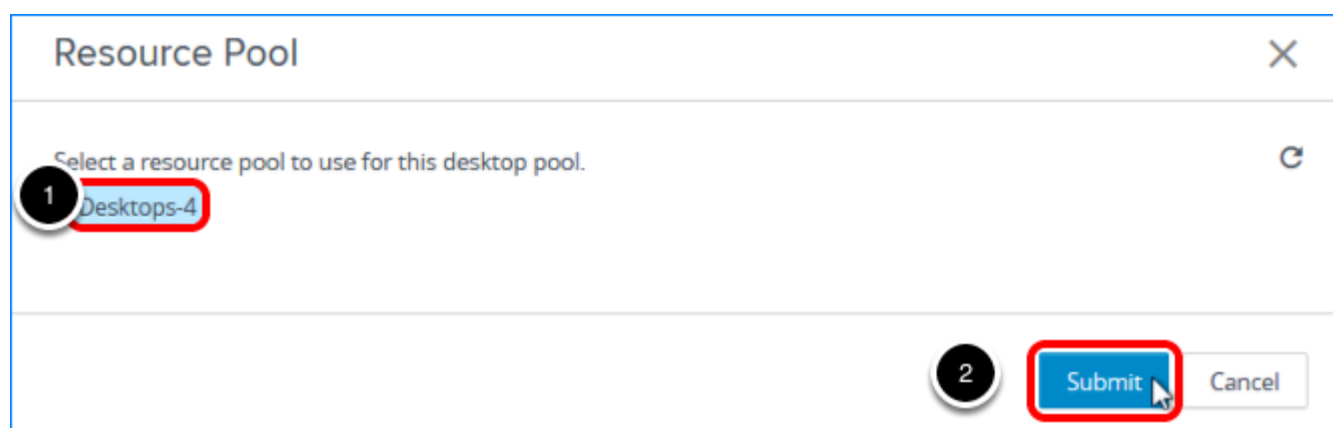 Resource Pool
Select a resource pool to use for this desktop pool.
1
Desktops-4
2
Submit
Cancel